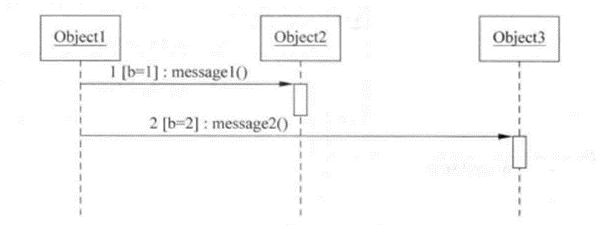 Object1
Object2
Object3
1 [b=1] : message1()
2 [b=2] : message2()